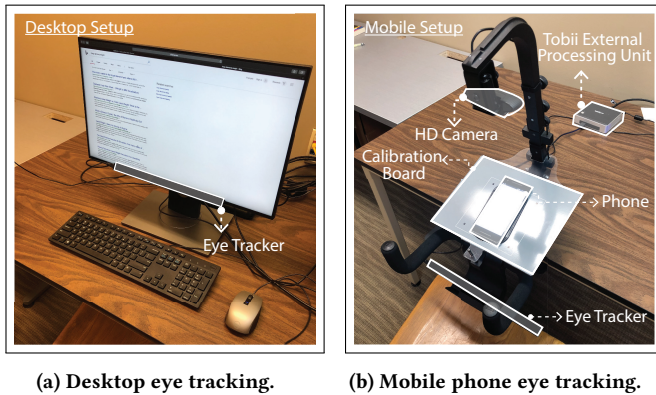 Desktop Setup
Eye Tracker
Mobile Setup
Tobii External
Processing Unit
HD Camera
Calibration
Board
Phone
Eye Tracker
(a) Desktop eye tracking.
(b) Mobile phone eye tracking.